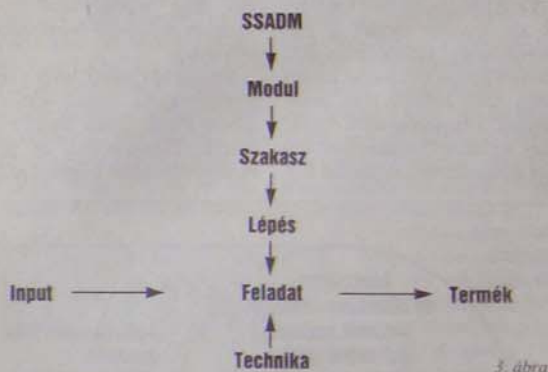 SSADM
Modul
Szakasz
Lépés
Input Feladat Termék
Technika
3. ábra